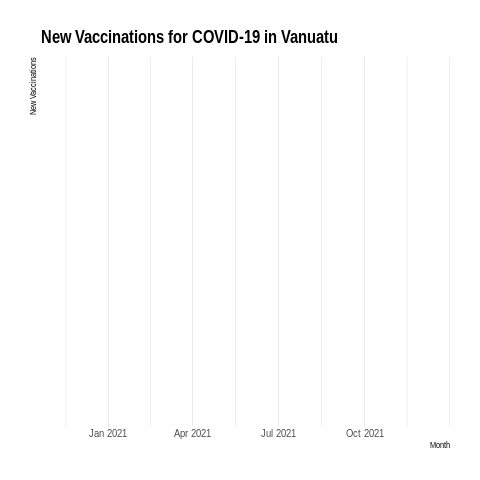 New Vaccinations for COVID-19 in Vanuatu
New Vaccinations
Jan 2021 Apr 2021 Jul 2021 Oct 2021
Month